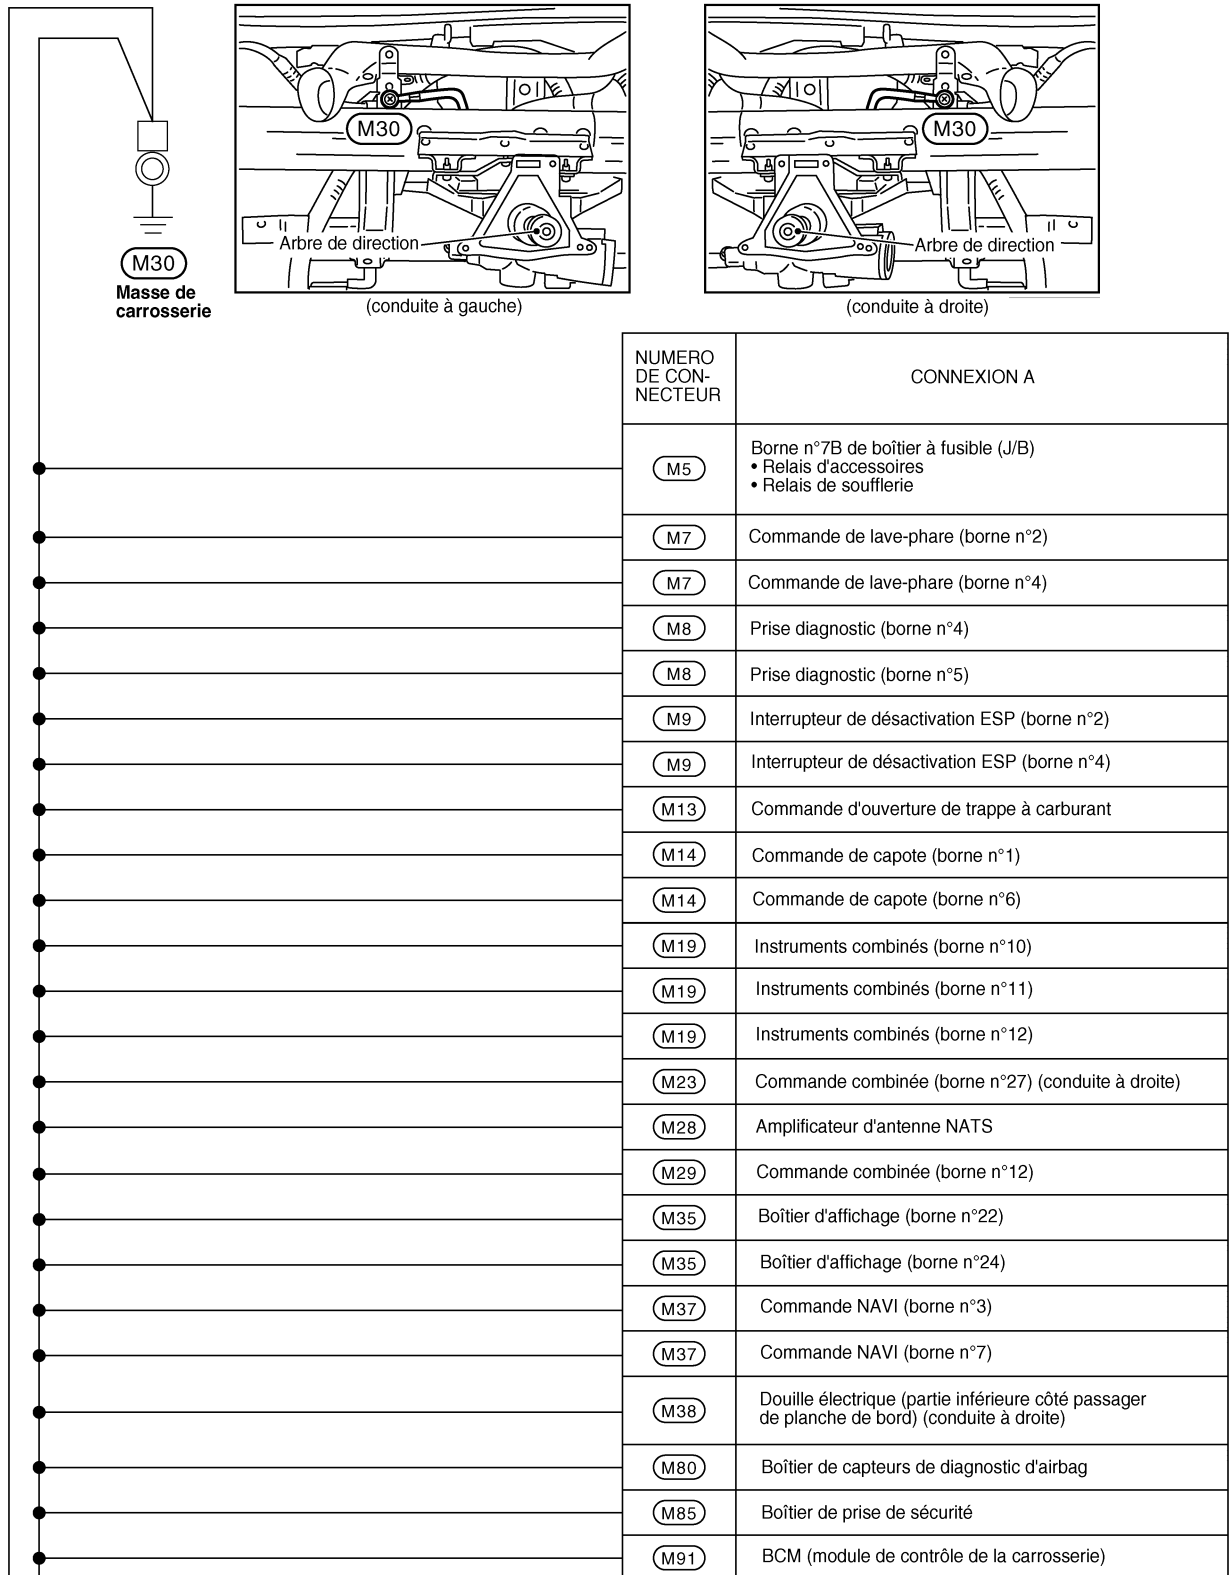 M30
M30
Arbre de direction
Arbre de direction
M30
Masse de
carrosserie
(conduite à gauche)
(conduite à droite)
NUMERO
DE CON-
NECTEUR
CONNEXION A
M5
Borne n°7B de boîtier à fusible (J/B)
• Relais d'accessoires
• Relais de soufflerie
M7
Commande de lave-phare (borne n°2)
M7
Commande de lave-phare (borne n°4)
M8
Prise diagnostic (borne n°4)
M8
Prise diagnostic (borne n°5)
M9
Interrupteur de désactivation ESP (borne n°2)
M9
Interrupteur de désactivation ESP (borne n°4)
M13
Commande d'ouverture de trappe à carburant
M14
Commande de capote (borne n°1)
M14
Commande de capote (borne n°6)
M19
Instruments combinés (borne n°10)
M19
Instruments combinés (borne n°11)
M19
Instruments combinés (borne n°12)
M23
Commande combinée (borne n°27) (conduite à droite)
M28
Amplificateur d'antenne NATS
M29
Commande combinée (borne n°12)
M35
Boîtier d'affichage (borne n°22)
M35
Boîtier d'affichage (borne n°24)
M37
Commande NAVI (borne n°3)
M37
Commande NAVI (borne n°7)
M38
Douille électrique (partie inférieure côté passager
de planche de bord) (conduite à droite)
M80
Boîtier de capteurs de diagnostic d'airbag
M85
Boîtier de prise de sécurité
M91
BCM (module de contrôle de la carrosserie)